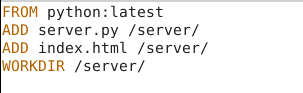 FROM python:latest
ADD server.py /server/
ADD index.html /server/
WORKDIR /server/